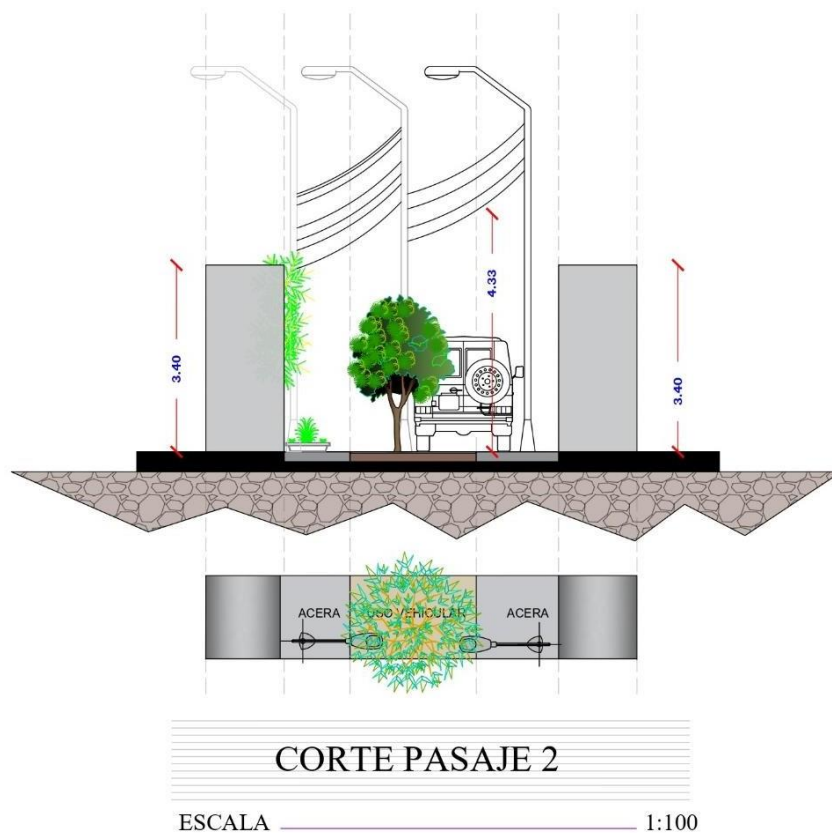 4.33
3.40
3.40
ACERA
USO VEHICULAR
ACERA
CORTE PASAJE 2
ESCALA 1:100